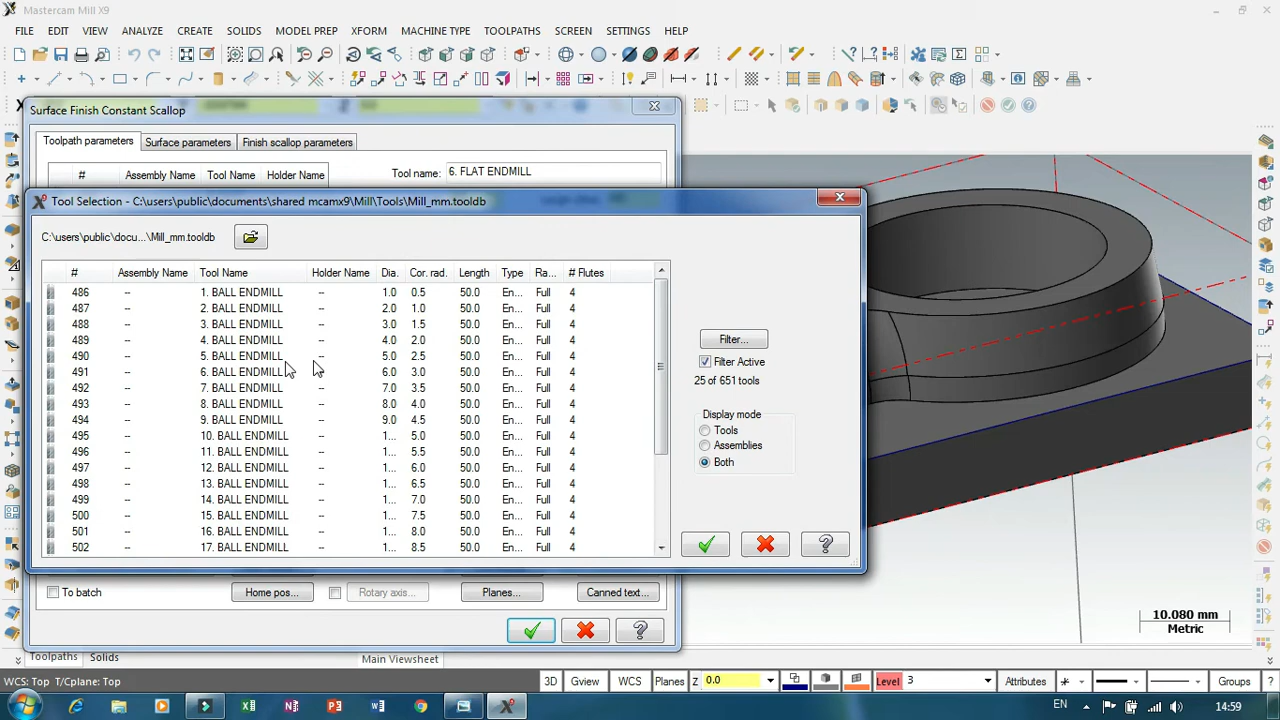 Mastercam Mill X9
FILE EDIT VIEW ANALYZE CREATE SOLIDS MODEL PREP XFORM MACHINE TYPE TOOLPATHS SCREEN SETTINGS HELP
Surface Finish Constant Scallop
Toolpath parameters Surface parameters Finish scallop parameters
# Assembly Name Tool Name Holder Name
Tool name: 6. FLAT ENDMILL
Tool Selection - C:\users\public\documents\shared mcamx9\Mill\Tools\Mill_mm.tooldb
C:\users\public\docu...\Mill_mm.tooldb
# Assembly Name Tool Name Holder Name Dia. Cor. rad. Length Type Ra... # Flutes
486 -- 1. BALL ENDMILL -- 1.0 0.5 50.0 En... Full 4
487 -- 2. BALL ENDMILL -- 2.0 1.0 50.0 En... Full 4
488 -- 3. BALL ENDMILL -- 3.0 1.5 50.0 En... Full 4
489 -- 4. BALL ENDMILL -- 4.0 2.0 50.0 En... Full 4
490 -- 5. BALL ENDMILL -- 5.0 2.5 50.0 En... Full 4
491 -- 6. BALL ENDMILL -- 6.0 3.0 50.0 En... Full 4
492 -- 7. BALL ENDMILL -- 7.0 3.5 50.0 En... Full 4
493 -- 8. BALL ENDMILL -- 8.0 4.0 50.0 En... Full 4
494 -- 9. BALL ENDMILL -- 9.0 4.5 50.0 En... Full 4
495 -- 10. BALL ENDMILL -- 1... 5.0 50.0 En... Full 4
496 -- 11. BALL ENDMILL -- 1... 5.5 50.0 En... Full 4
497 -- 12. BALL ENDMILL -- 1... 6.0 50.0 En... Full 4
498 -- 13. BALL ENDMILL -- 1... 6.5 50.0 En... Full 4
499 -- 14. BALL ENDMILL -- 1... 7.0 50.0 En... Full 4
500 -- 15. BALL ENDMILL -- 1... 7.5 50.0 En... Full 4
501 -- 16. BALL ENDMILL -- 1... 8.0 50.0 En... Full 4
502 -- 17. BALL ENDMILL -- 1... 8.5 50.0 En... Full 4
Filter...
Filter Active
25 of 651 tools
Display mode
Tools
Assemblies
Both
To batch Home pos... Rotary axis... Planes... Canned text...
10.080 mm
Metric
Toolpaths Solids Main Viewsheet
WCS: Top T/Cplane: Top 3D Gview WCS Planes Z 0.0 Level 3 Attributes Groups
EN 14:59